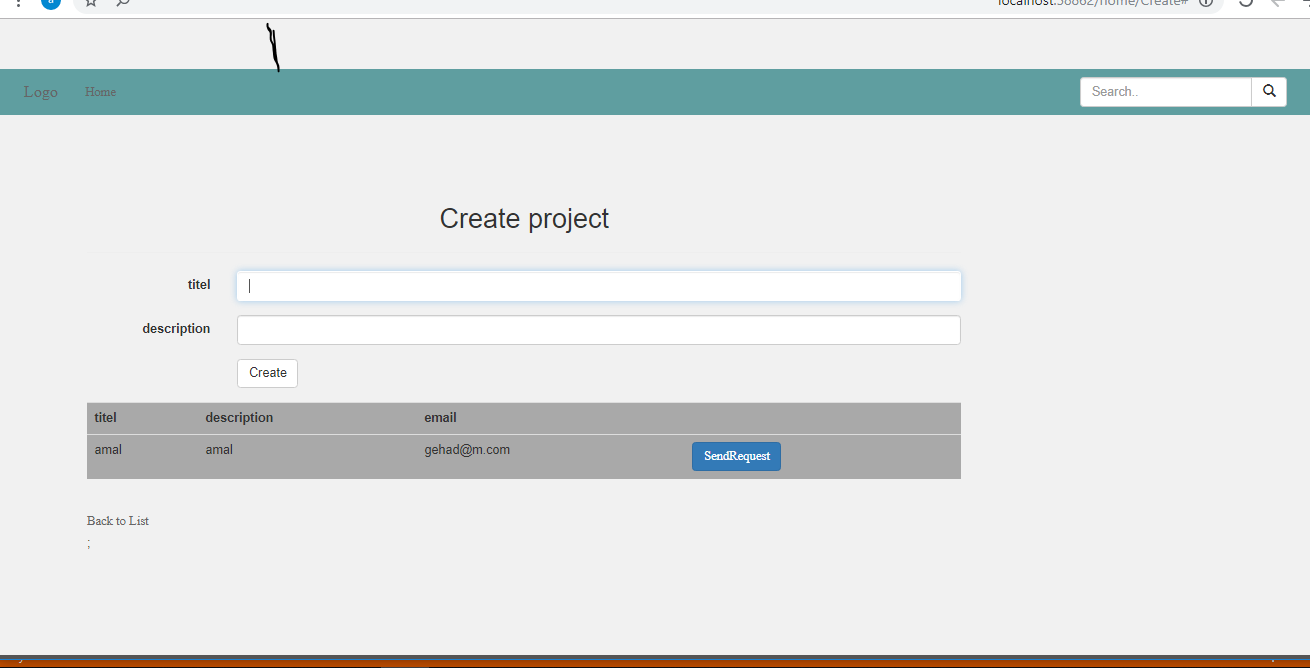 a
localhost:58862/home/Create#
Logo Home Search..
Create project
titel
description
Create
titel description email
amal amal gehad@m.com SendRequest
Back to List
;